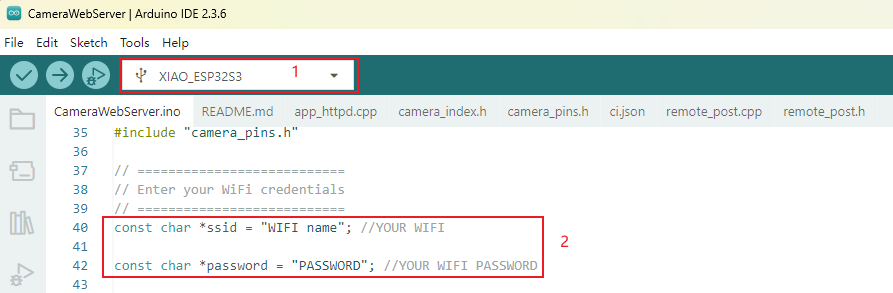 CameraWebServer | Arduino IDE 2.3.6
File Edit Sketch Tools Help
XIAO_ESP32S3 1
CameraWebServer.ino README.md app_httpd.cpp camera_index.h camera_pins.h ci.json remote_post.cpp remote_post.h
35 #include "camera_pins.h"
36
37 // ===========================
38 // Enter your WiFi credentials
39 // ===========================
40 const char *ssid = "WIFI name"; //YOUR WIFI
41 2
42 const char *password = "PASSWORD"; //YOUR WIFI PASSWORD
43